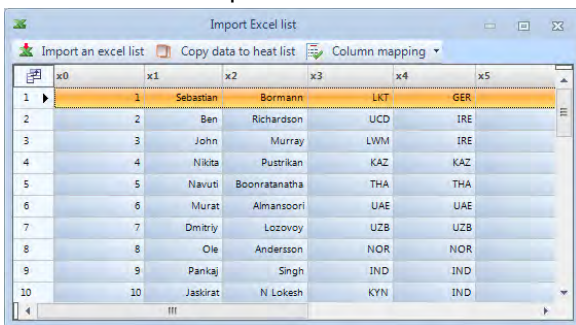 Import Excel list
Import an excel list Copy data to heat list Column mapping
x0 x1 x2 x3 x4 x5
1 1 Sebastian Bormann LKT GER
2 2 Ben Richardson UCD IRE
3 3 John Murray LWM IRE
4 4 Nikita Pustrikan KAZ KAZ
5 5 Navuti Boonratanatha THA THA
6 6 Murat Almansoori UAE UAE
7 7 Dmitriy Lozovoy UZB UZB
8 8 Ole Andersson NOR NOR
9 9 Pankaj Singh IND IND
10 10 Jaskirat N Lokesh KYN IND